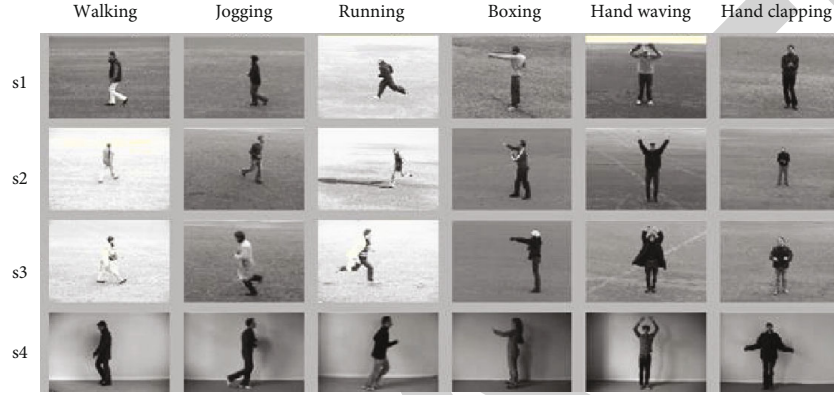 Walking Jogging Running Boxing Hand waving Hand clapping
s1
s2
s3
s4